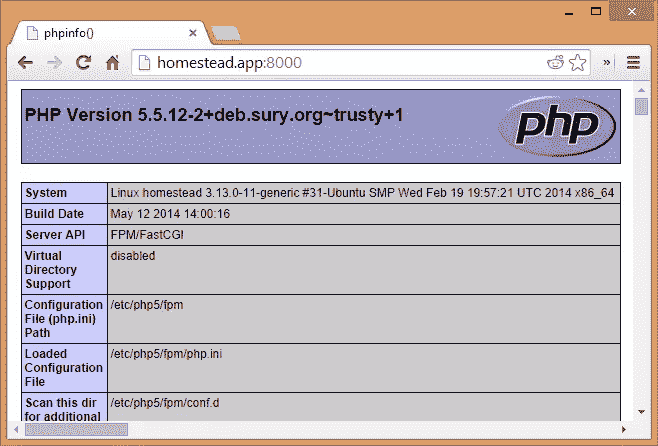 phpinfo()
homestead.app:8000
PHP Version 5.5.12-2+deb.sury.org~trusty+1
php
System
Linux homestead 3.13.0-11-generic #31-Ubuntu SMP Wed Feb 19 19:57:21 UTC 2014 x86_64
Build Date
May 12 2014 14:00:16
Server API
FPM/FastCGI
Virtual
Directory
Support
disabled
Configuration
File (php.ini)
Path
/etc/php5/fpm
Loaded
Configuration
File
/etc/php5/fpm/php.ini
Scan this dir
for additional
/etc/php5/fpm/conf.d